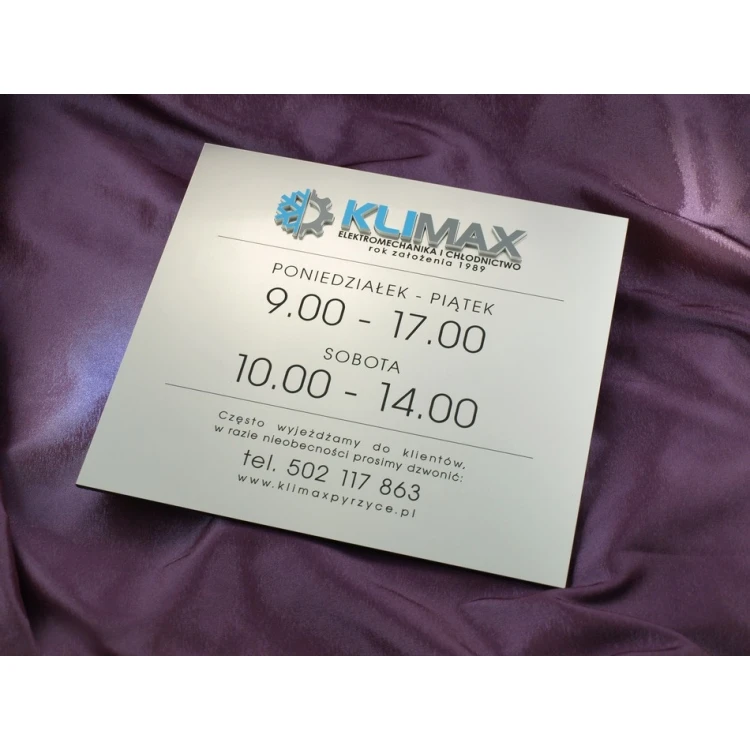 KLIMAX
ELEKTROMECHANIKA I CHŁODNICTWO
rok założenia 1989
PONIEDZIAŁEK - PIĄTEK
9.00 - 17.00
SOBOTA
10.00 - 14.00
Często wyjeżdżamy do klientów,
w razie nieobecności prosimy dzwonić:
tel. 502 117 863
www.klimaxpyrzyce.pl